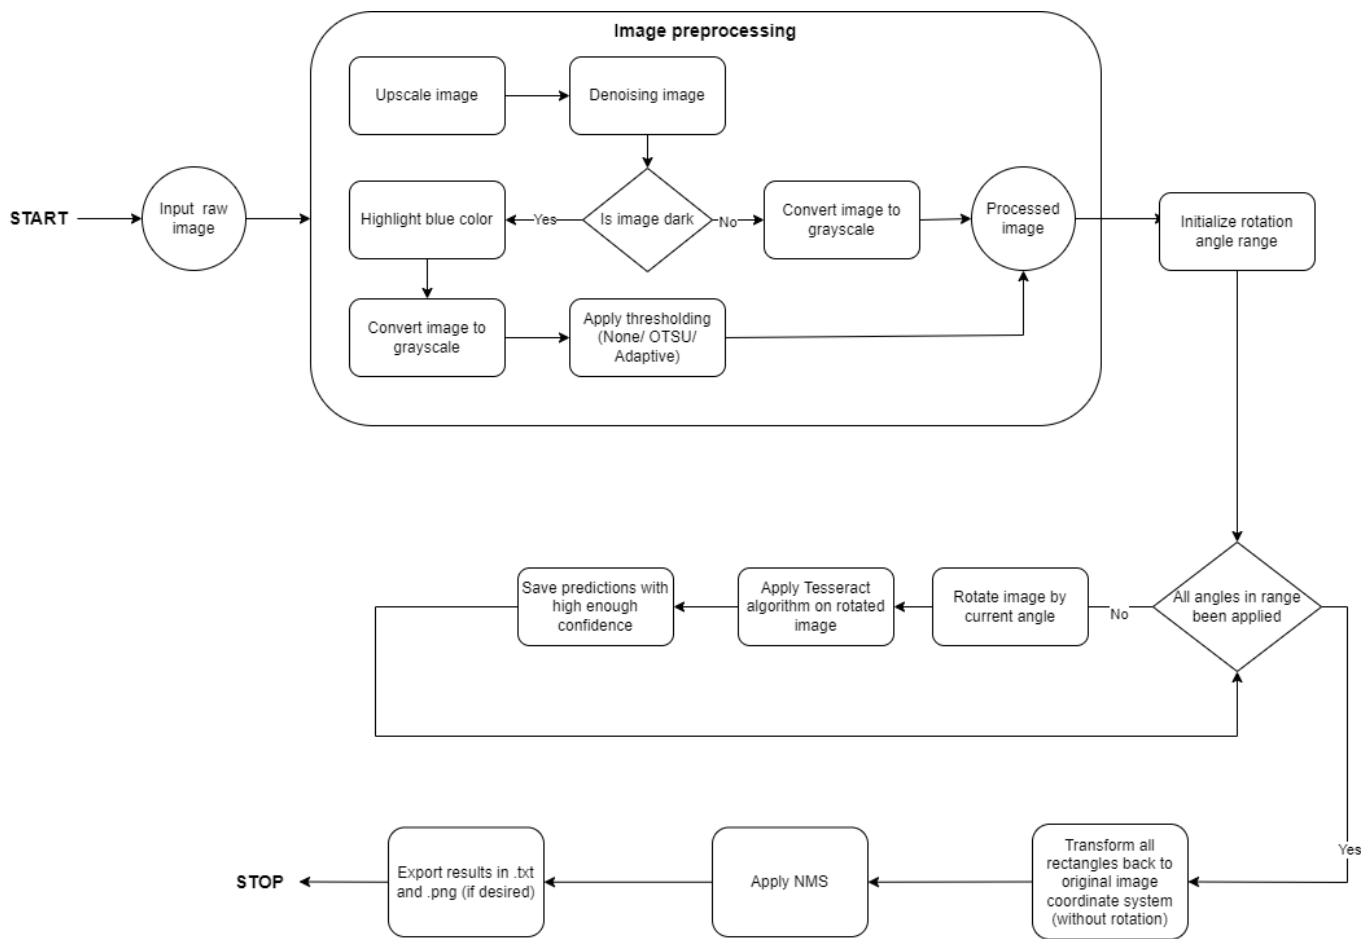 Image preprocessing
Upscale image
Denoising image
START
Input raw
image
Highlight blue color
Yes
Is image dark
No
Convert image to
grayscale
Processed
image
Initialize rotation
angle range
Convert image to
grayscale
Apply thresholding
(None/ OTSU/
Adaptive)
All angles in range
been applied
No
Rotate image by
current angle
Apply Tesseract
algorithm on rotated
image
Save predictions with
high enough
confidence
Yes
Transform all
rectangles back to
original image
coordinate system
(without rotation)
Apply NMS
Export results in .txt
and .png (if desired)
STOP